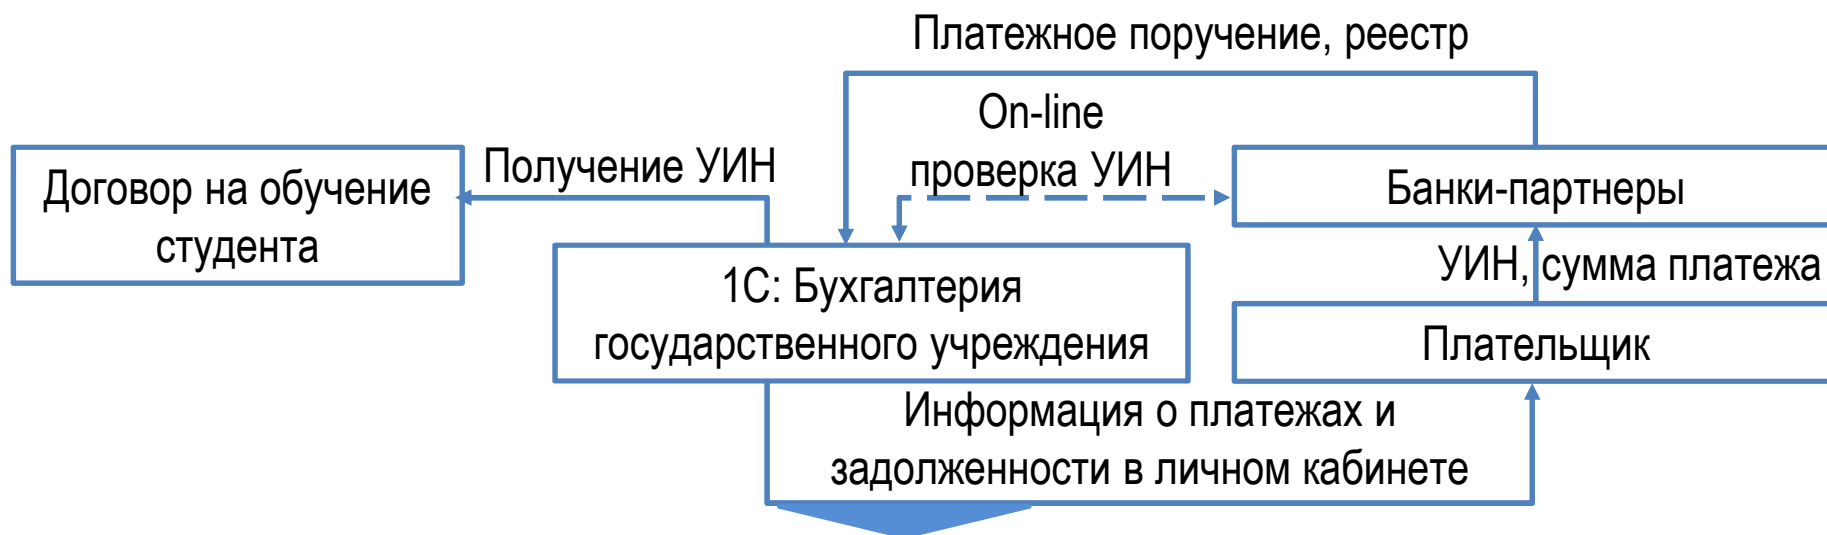 Платежное поручение, реестр
On-line
проверка УИН
Получение УИН
Договор на обучение
студента
Банки-партнеры
УИН, сумма платежа
1С: Бухгалтерия
государственного учреждения
Плательщик
Информация о платежах и
задолженности в личном кабинете